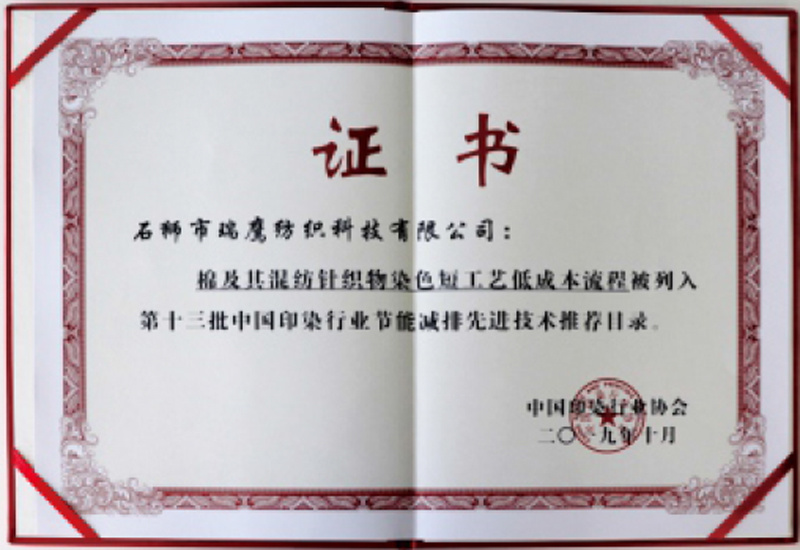 证书
石狮市瑞鹰纺织科技有限公司：
棉及其混纺针织物染色短工艺低成本流程被列入
第十三批中国印染行业节能减排先进技术推荐目录。
中国印染行业协会
二〇一九年十月